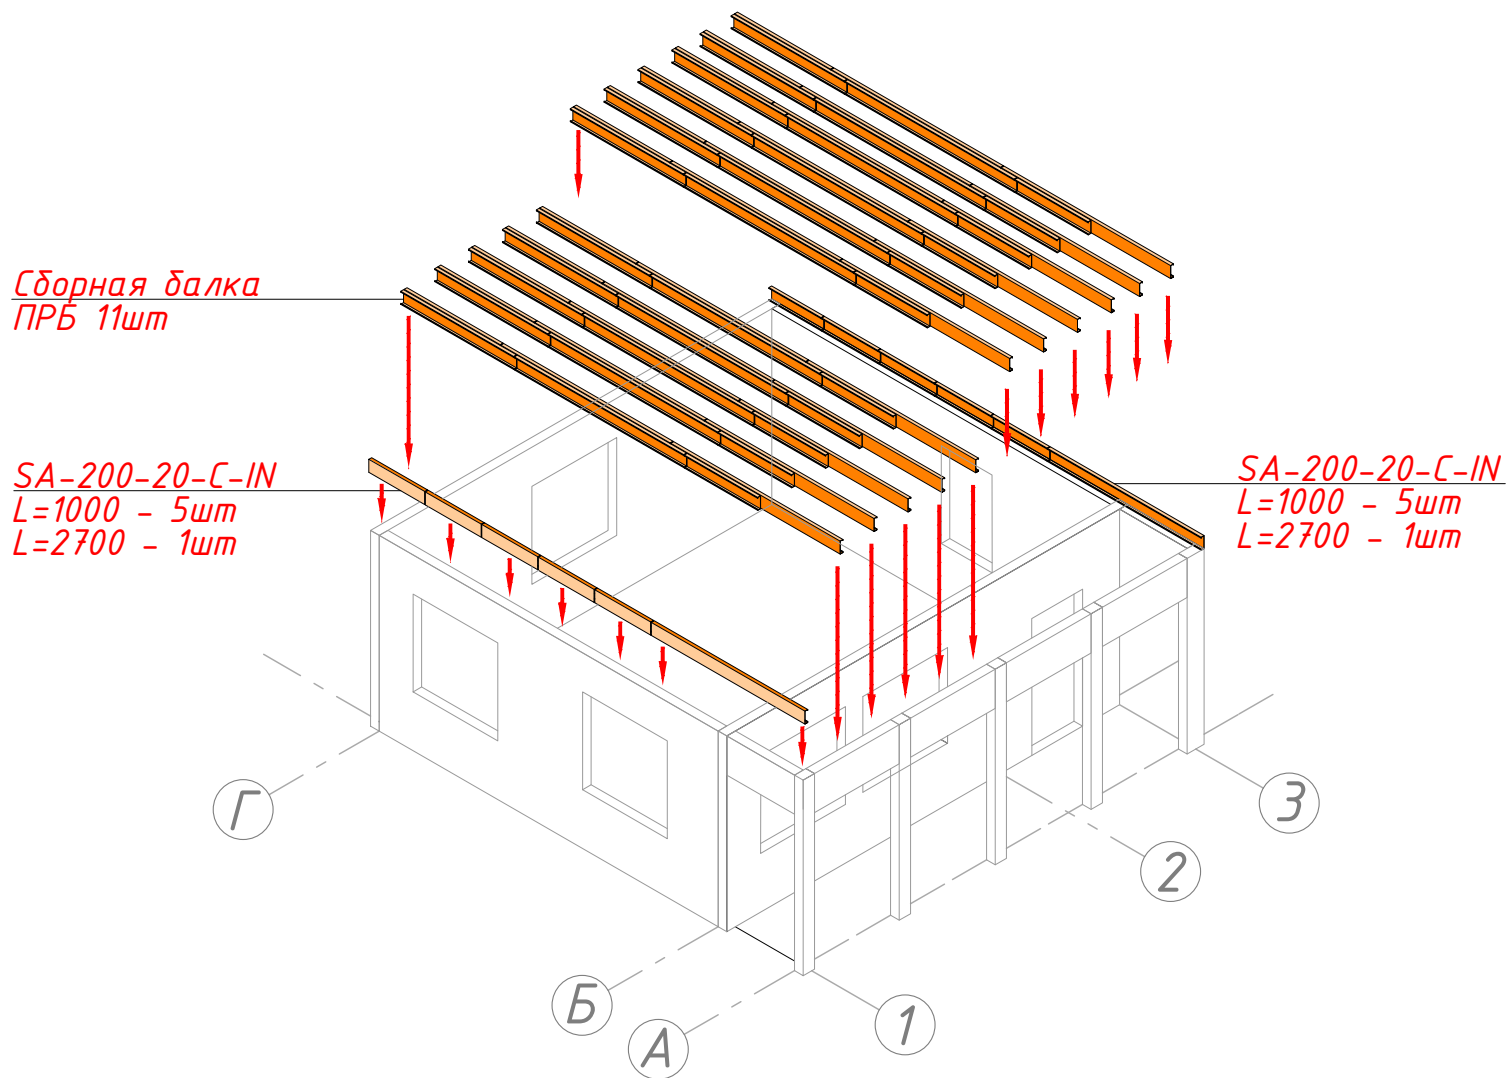 Сборная балка
ПРБ 11шт
SA-200-20-C-IN
L=1000 - 5шт
L=2700 - 1шт
SA-200-20-C-IN
L=1000 - 5шт
L=2700 - 1шт
Г
Б
А
1
2
3